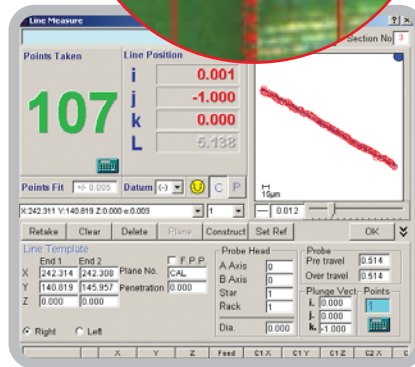 Line Measure
Section No 3
Points Taken
107
Line Position
i 0.001
j -1.000
k 0.000
L 5.138
15µm
Points Fit +/- 0.005 Datum (-) C P
X:242.311 Y:140.819 Z:0.000 e:0.003 1 0.012
Retake Clear Delete Plane Construct Set Ref OK
Line Template
End 1 End 2 F.P.P.
X 242.314 242.308 Plane No. CAL
Y 140.819 145.957 Penetration 0.000
Z 0.000 0.000
Right Left
Probe Head
A Axis 0
B Axis 0
Star 1
Rack 1
Dia. 0.000
Probe
Pre travel 0.514
Over travel 0.514
Plunge Vect. Points
i. 0.000 1
j. 0.000
k. -1.000
X Y Z Feed C1X C1Y C1Z C2X C